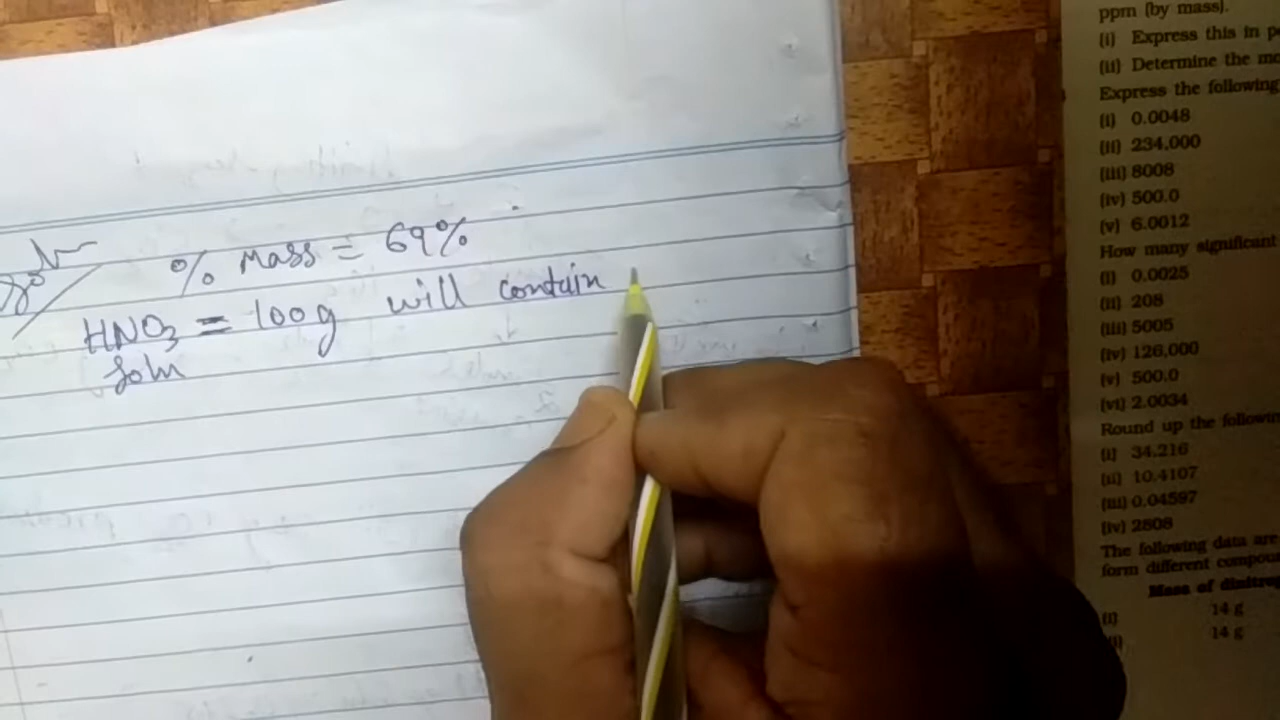 % Mass = 69%
HNO₃ = 100g will contain
Soln
ppm (by mass).
(i) Express this in
(ii) Determine the
Express the following
(i) 0.0048
(ii) 234,000
(iii) 8008
(iv) 500.0
(v) 6.0012
How many significant
(i) 0.0025
(ii) 208
(iii) 5005
(iv) 126,000
(v) 500.0
(vi) 2.0034
Round up the
(i) 34.216
(ii) 10.4107
(iii) 0.04597
(iv) 2808
The following data are
form different
Mass of
(i) 14 g
14 g